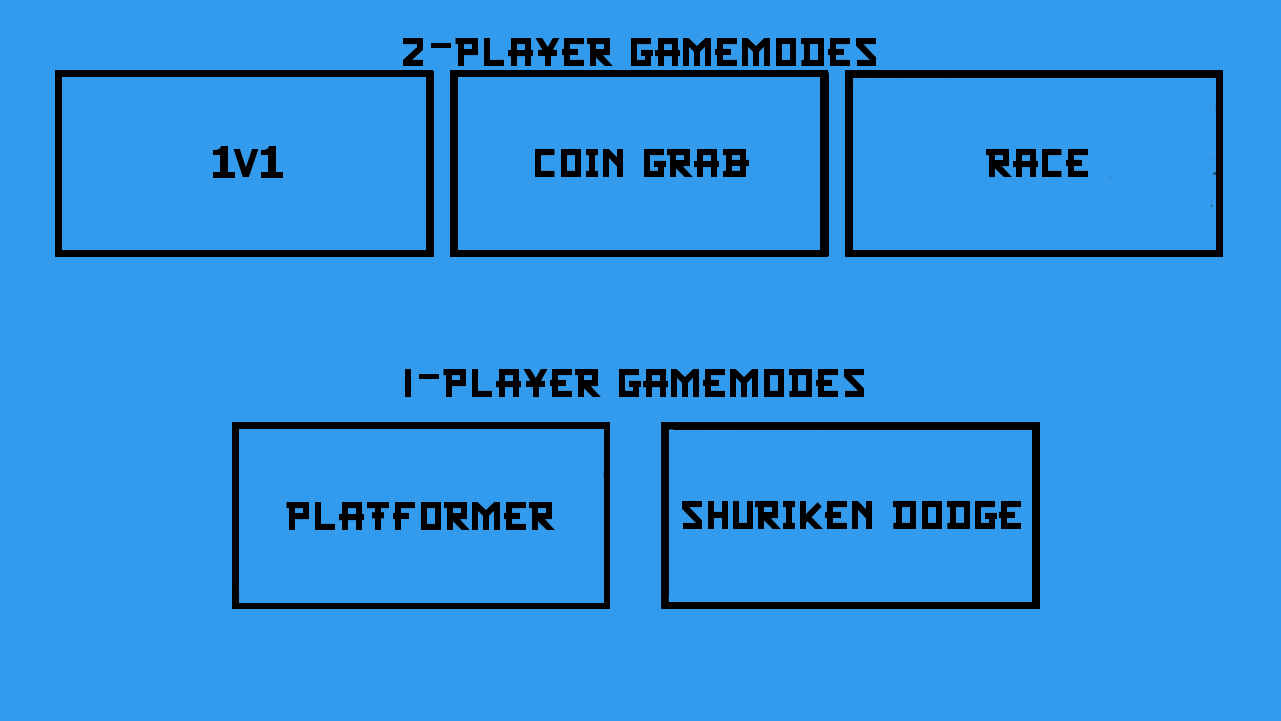 2-PLAYER GAMEMODES
1V1
COIN GRAB
RACE
1-PLAYER GAMEMODES
PLATFORMER
SHURIKEN DODGE